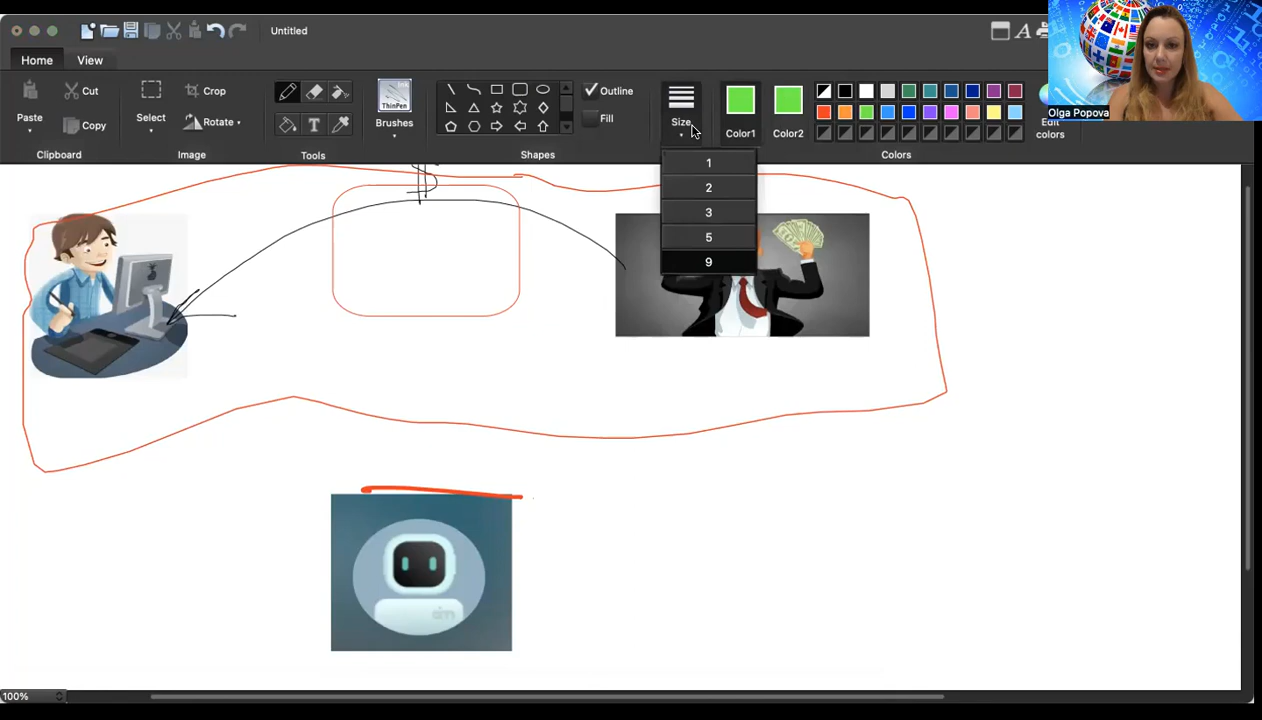 Untitled
Home
View
Paste
Cut
Copy
Clipboard
Select
Crop
Rotate
Image
Tools
ThinPen
Brushes
Shapes
Outline
Fill
Size
1
2
3
5
9
Color1
Color2
Colors
Edit
colors
Olga Popova
$
100%